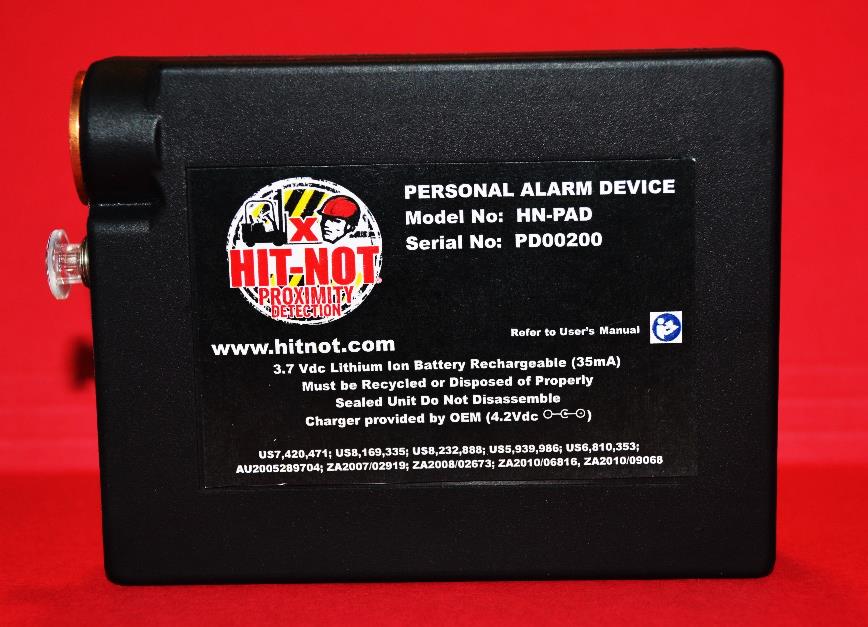 PERSONAL ALARM DEVICE
Model No: HN-PAD
Serial No: PD00200
X
HIT-NOT
PROXIMITY
DETECTION
Refer to User's Manual
www.hitnot.com
3.7 Vdc Lithium Ion Battery Rechargeable (35mA)
Must be Recycled or Disposed of Properly
Sealed Unit Do Not Disassemble
Charger provided by OEM (4.2Vdc )
US7,420,471; US8,169,335; US8,232,888; US5,939,986; US6,810,353;
AU2005289704; ZA2007/02919; ZA2008/02673; ZA2010/06816, ZA2010/09068